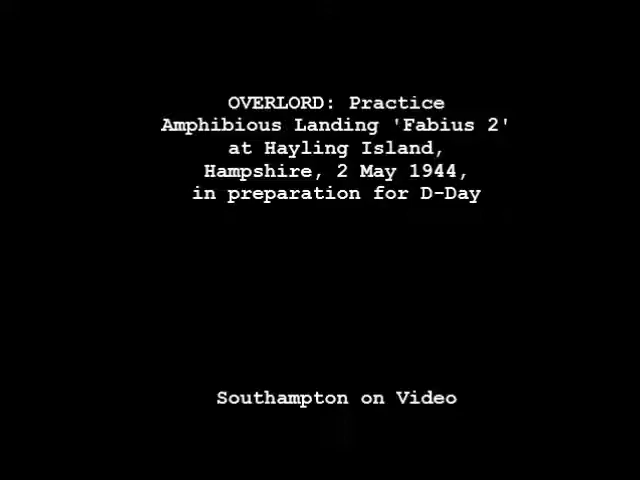 OVERLORD: Practice
Amphibious Landing 'Fabius 2'
at Hayling Island,
Hampshire, 2 May 1944,
in preparation for D-Day
Southampton on Video